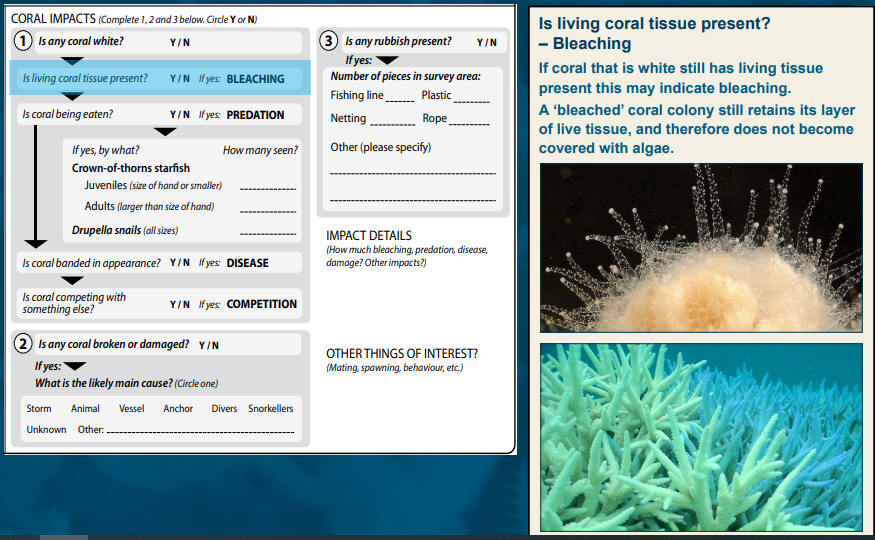 CORAL IMPACTS (Complete 1, 2 and 3 below. Circle Y or N)
1 Is any coral white? Y / N
Is living coral tissue present? Y / N If yes: BLEACHING
Is coral being eaten? Y / N If yes: PREDATION
If yes, by what? How many seen?
Crown-of-thorns starfish
Juveniles (size of hand or smaller) ____________
Adults (larger than size of hand) ____________
Drupella snails (all sizes) ____________
Is coral banded in appearance? Y / N If yes: DISEASE
Is coral competing with
something else? Y / N If yes: COMPETITION
2 Is any coral broken or damaged? Y / N
If yes:
What is the likely main cause? (Circle one)
Storm Animal Vessel Anchor Divers Snorkellers
Unknown Other: ____________
3 Is any rubbish present? Y / N
If yes:
Number of pieces in survey area:
Fishing line ______ Plastic ________
Netting __________ Rope _________
Other (please specify)
IMPACT DETAILS
(How much bleaching, predation, disease,
damage? Other impacts?)
OTHER THINGS OF INTEREST?
(Mating, spawning, behaviour, etc.)
Is living coral tissue present?
– Bleaching
If coral that is white still has living tissue
present this may indicate bleaching.
A ‘bleached’ coral colony still retains its layer
of live tissue, and therefore does not become
covered with algae.